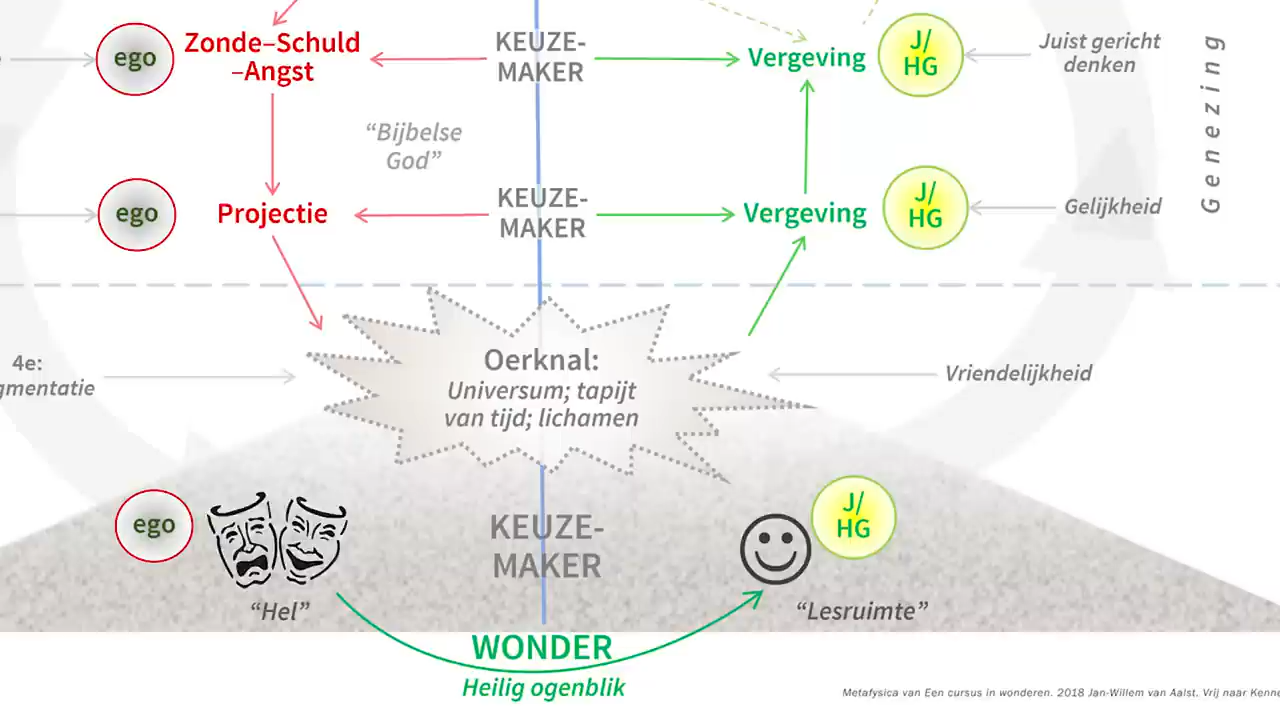 ego
Zonde–Schuld
–Angst
KEUZE-
MAKER
Vergeving
J/
HG
Juist gericht
denken
Genezing
“Bijbelse
God”
ego
Projectie
KEUZE-
MAKER
Vergeving
J/
HG
Gelijkheid
4e:
gmentatie
Oerknal:
Universum; tapijt
van tijd; lichamen
Vriendelijkheid
ego
KEUZE-
MAKER
J/
HG
“Hel”
“Lesruimte”
WONDER
Heilig ogenblik
Metafysica van Een cursus in wonderen. 2018 Jan-Willem van Aalst. Vrij naar Kenne